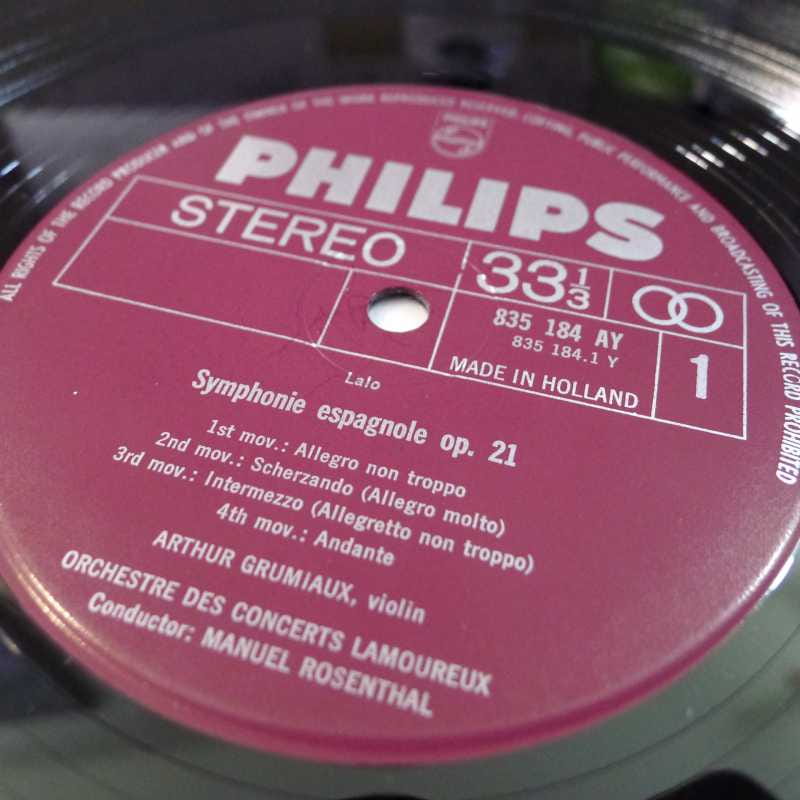 ALL RIGHTS OF THE RECORD PRODUCER AND OF THE OWNER OF THE WORK REPRODUCED RESERVED. COPYING, PUBLIC PERFORMANCE AND BROADCASTING OF THIS RECORD PROHIBITED
PHILIPS
PHILIPS
STEREO
33 1/3
835 184 AY
835 184.1 Y
MADE IN HOLLAND
1
Lalo
Symphonie espagnole op. 21
1st mov.: Allegro non troppo
2nd mov.: Scherzando (Allegro molto)
3rd mov.: Intermezzo (Allegretto non troppo)
4th mov.: Andante
ARTHUR GRUMIAUX, violin
ORCHESTRE DES CONCERTS LAMOUREUX
Conductor: MANUEL ROSENTHAL